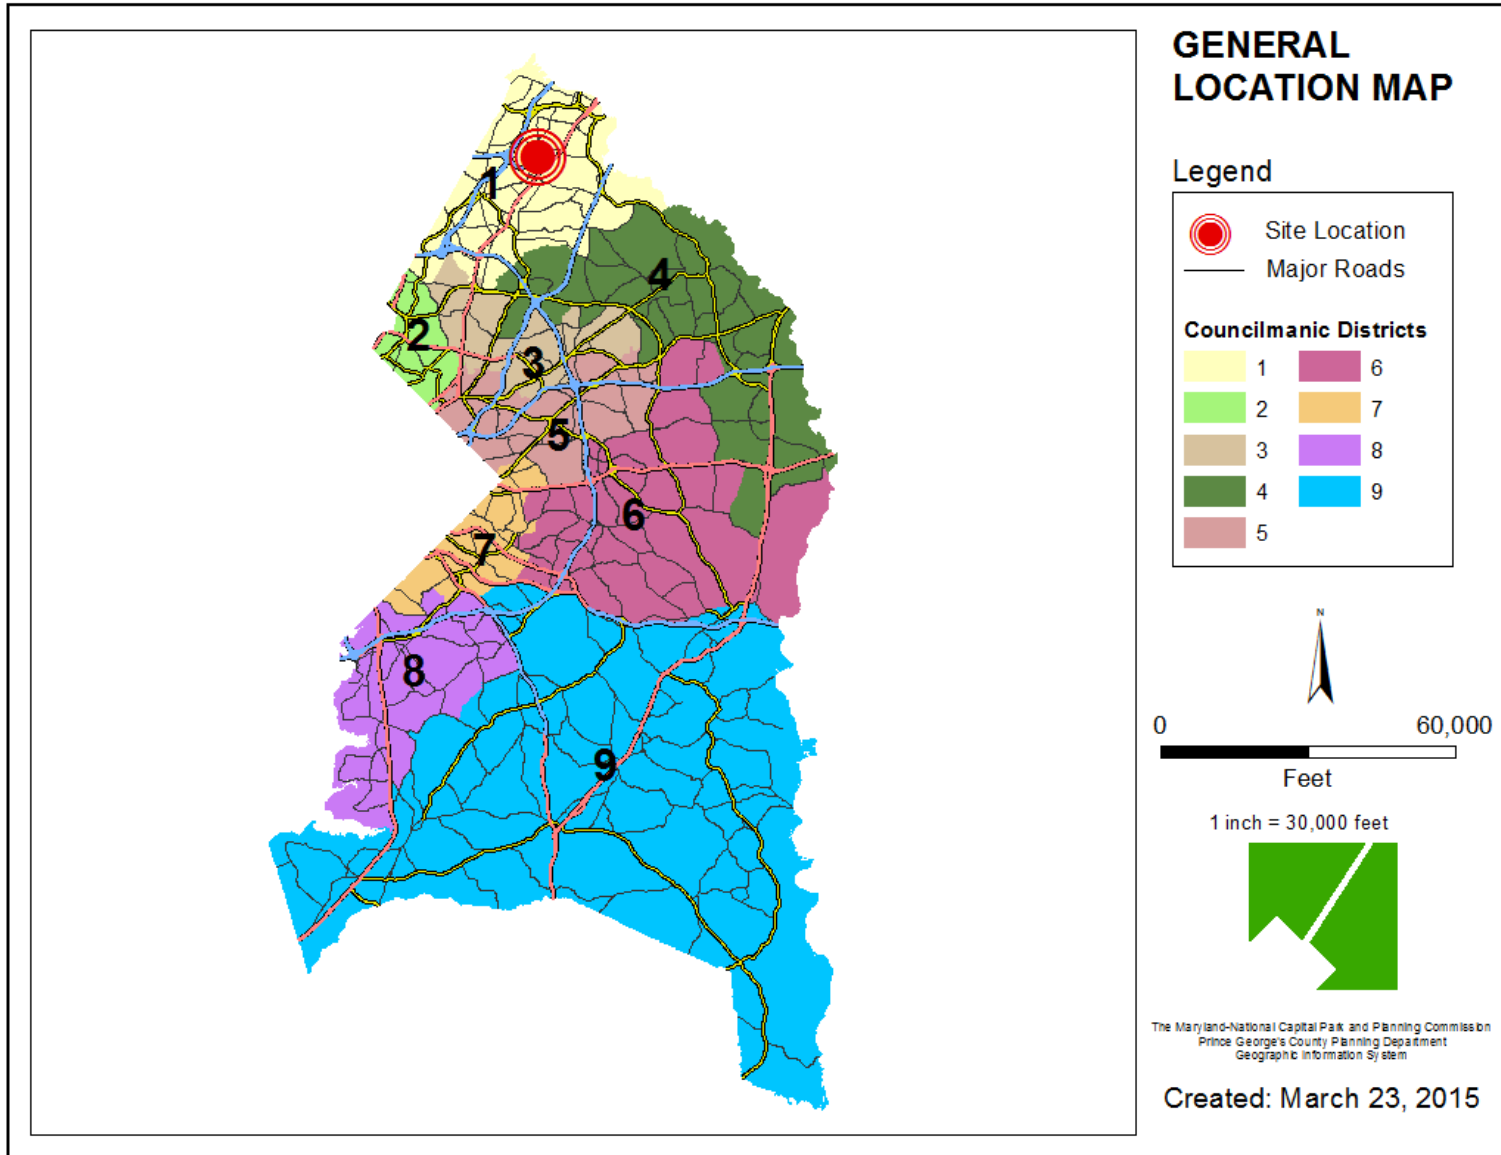 GENERAL
LOCATION MAP
Legend
Site Location
Major Roads
Councilmanic Districts
1 6
2 7
3 8
4 9
5
1
2
3
4
5
6
7
8
9
N
0 60,000
Feet
1 inch = 30,000 feet
The Maryland-National Capital Park and Planning Commission
Prince George's County Planning Department
Geographic Information System
Created: March 23, 2015